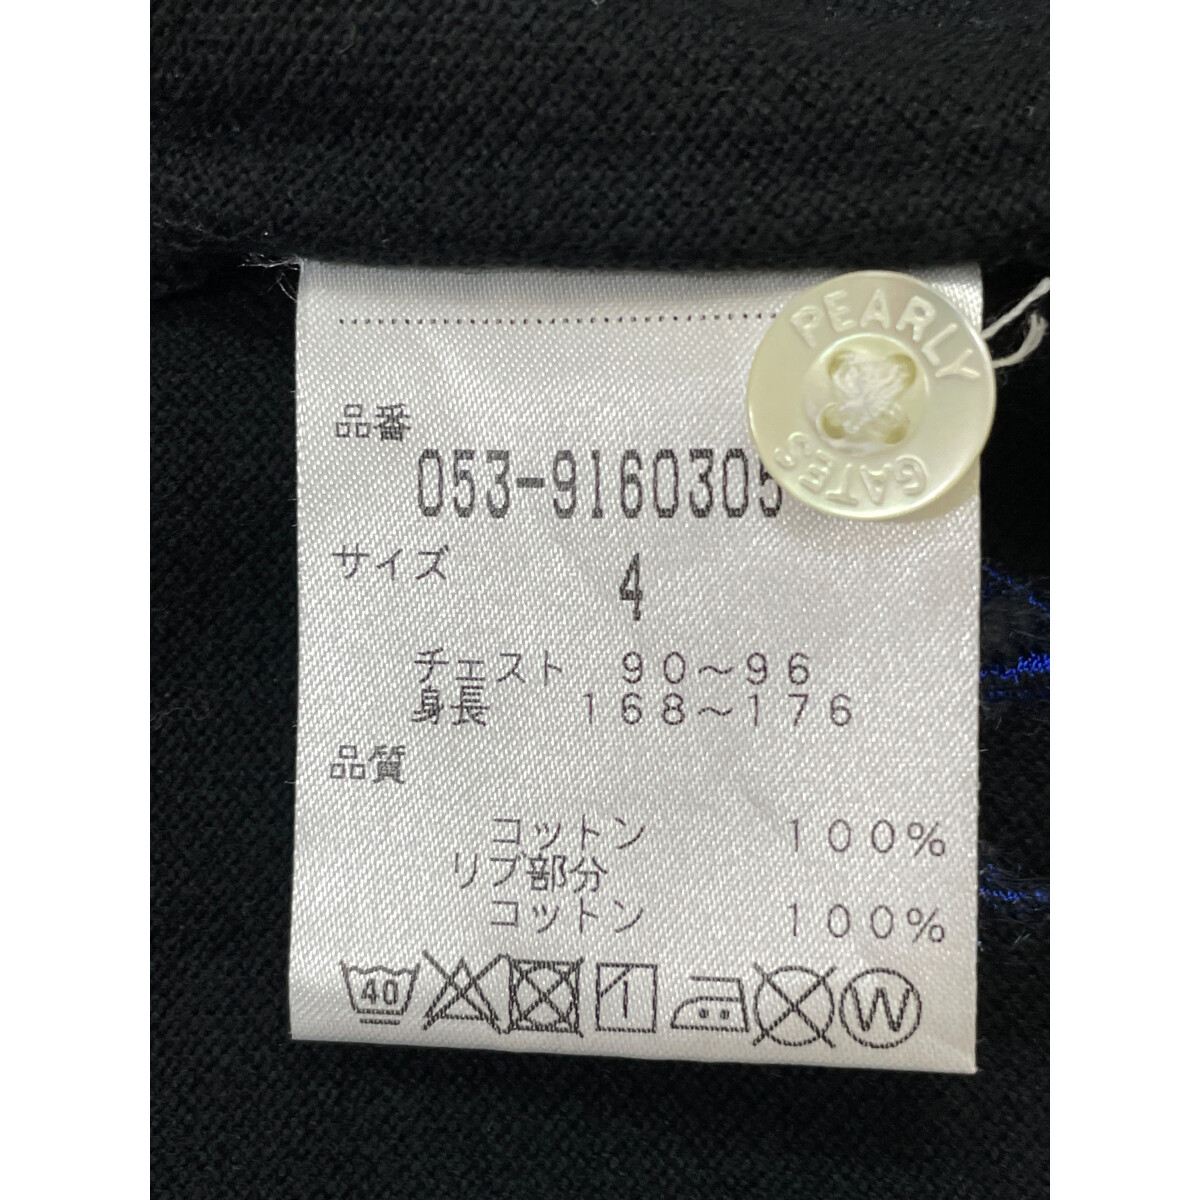 PEARLY
GATES
品番
053-9160305
サイズ
4
チェスト 90～96
身長 168～176
品質
コットン 100%
リブ部分
コットン 100%
40
W